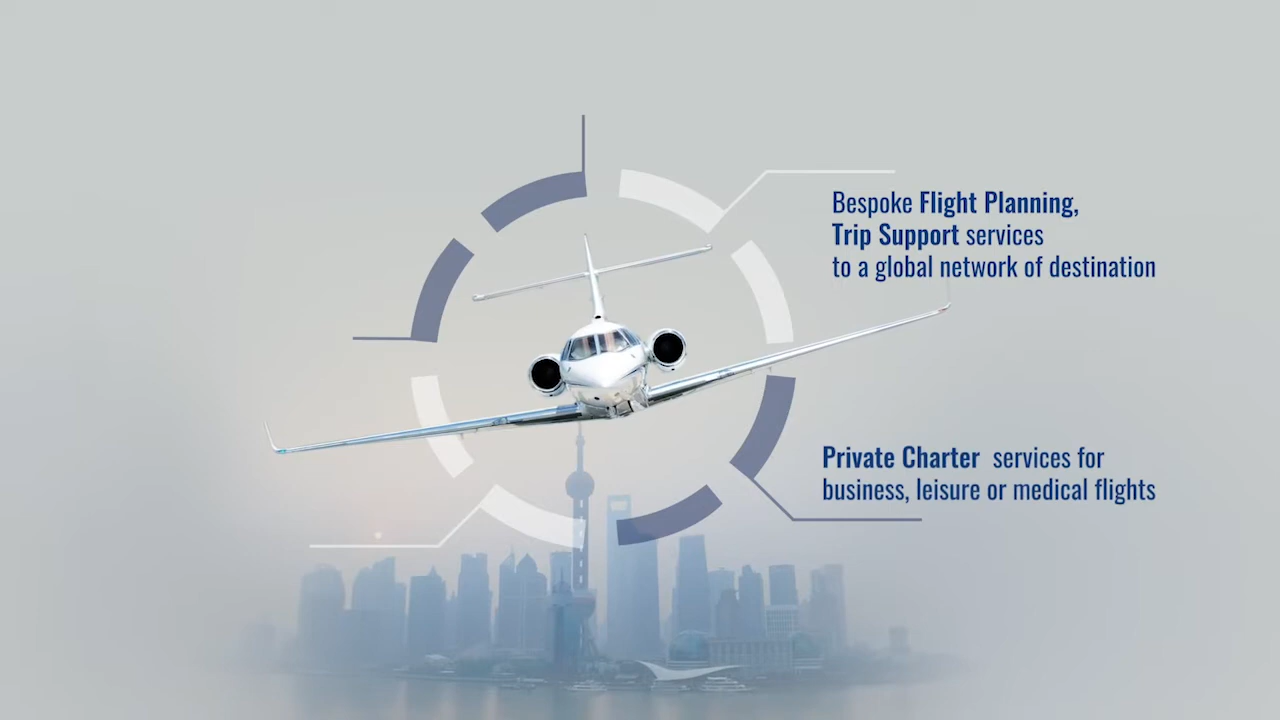 Bespoke Flight Planning,
Trip Support services
to a global network of destination
Private Charter services for
business, leisure or medical flights